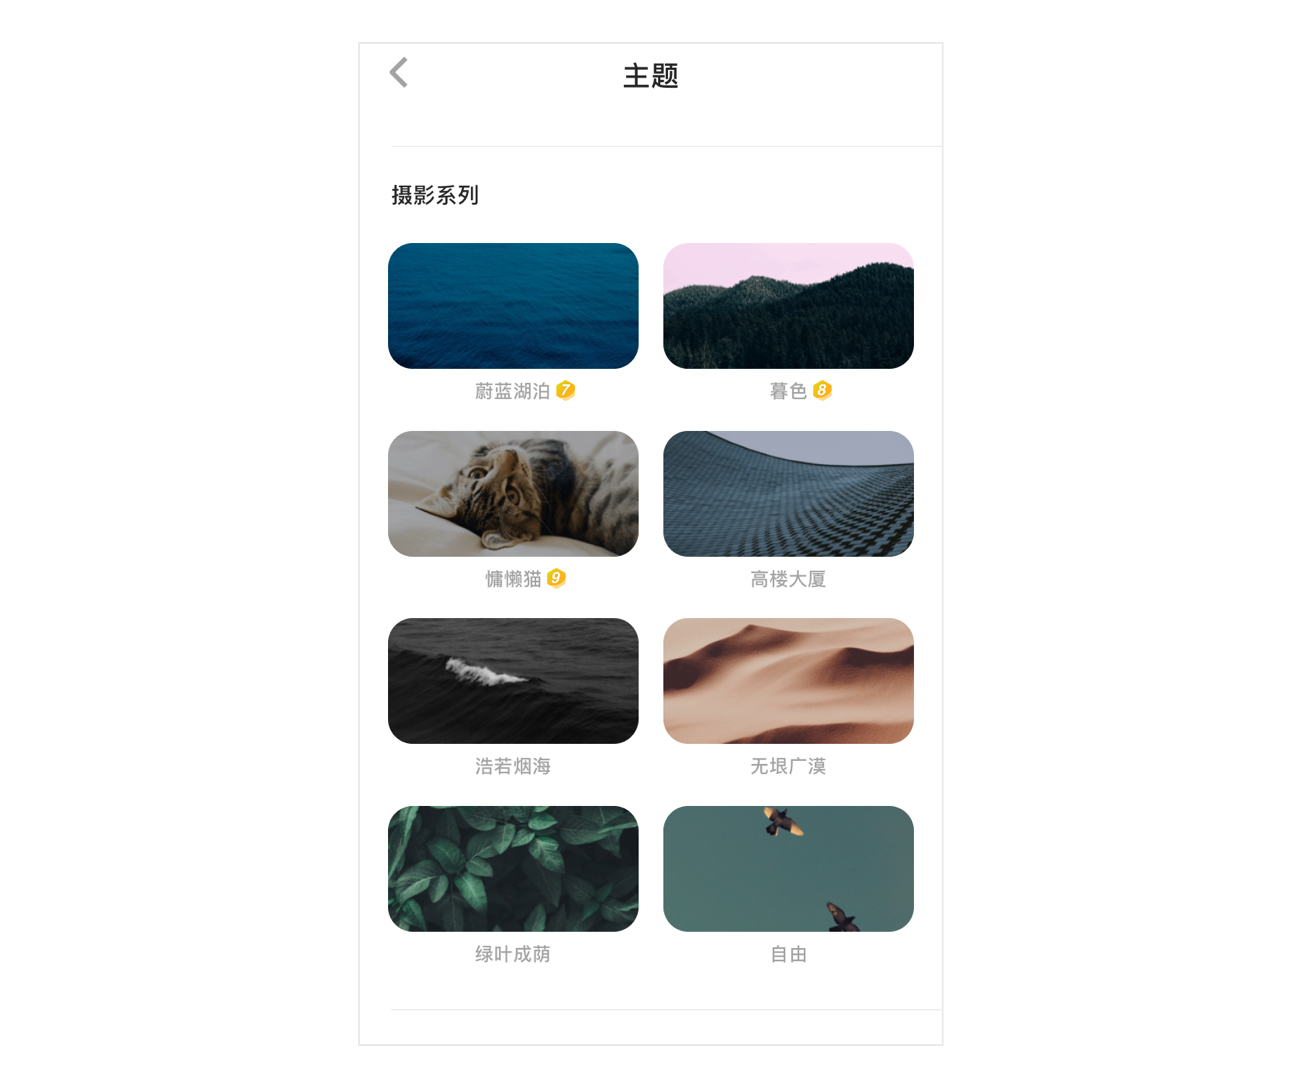 主题
摄影系列
蔚蓝湖泊 7
暮色 8
慵懒猫 9
高楼大厦
浩若烟海
无垠广漠
绿叶成荫
自由